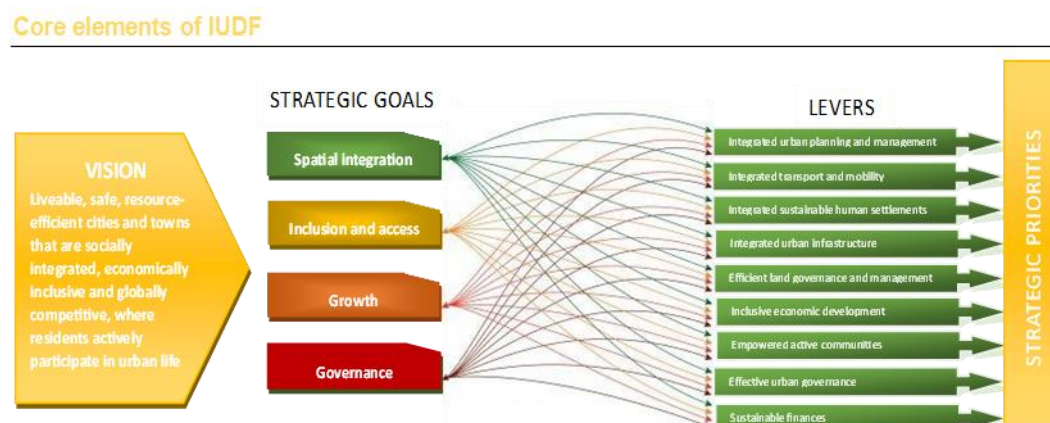 Core elements of IUDF
STRATEGIC GOALS
LEVERS
VISION
Liveable, safe, resource-
efficient cities and towns
that are socially
integrated, economically
inclusive and globally
competitive, where
residents actively
participate in urban life
Spatial integration
Inclusion and access
Growth
Governance
Integrated urban planning and management
Integrated transport and mobility
Integrated sustainable human settlements
Integrated urban infrastructure
Efficient land governance and management
Inclusive economic development
Empowered active communities
Effective urban governance
Sustainable finances
STRATEGIC PRIORITIES